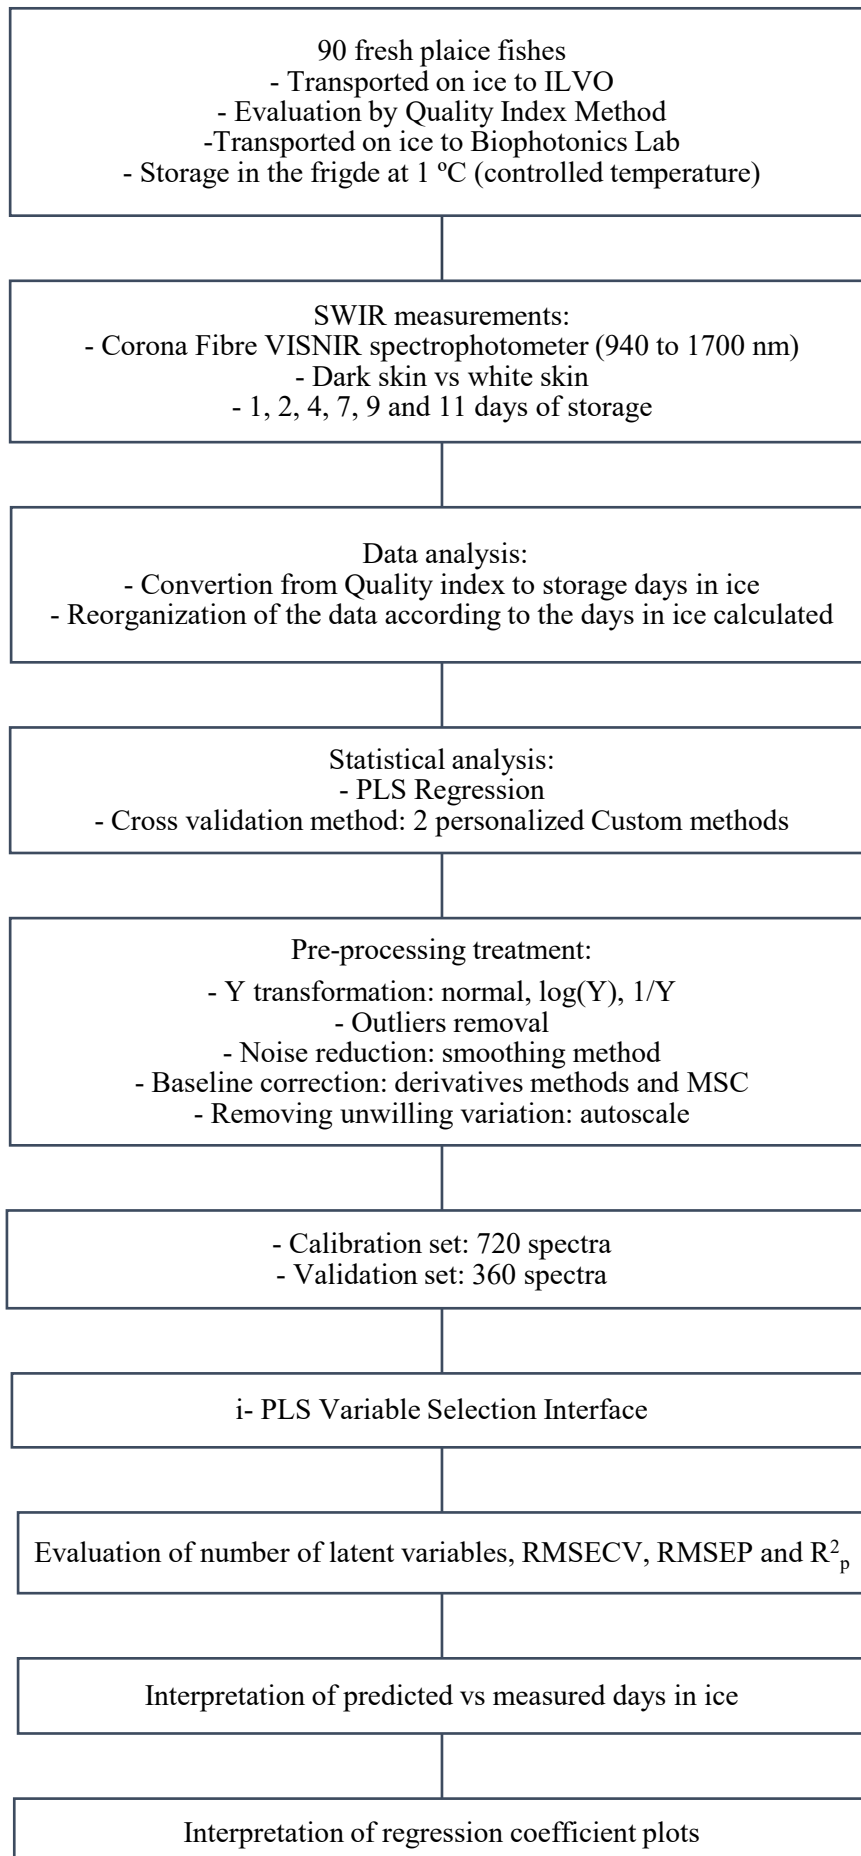 90 fresh plaice fishes
- Transported on ice to ILVO
- Evaluation by Quality Index Method
-Transported on ice to Biophotonics Lab
- Storage in the frigde at 1 ºC (controlled temperature)
SWIR measurements:
- Corona Fibre VISNIR spectrophotometer (940 to 1700 nm)
- Dark skin vs white skin
- 1, 2, 4, 7, 9 and 11 days of storage
Data analysis:
- Convertion from Quality index to storage days in ice
- Reorganization of the data according to the days in ice calculated
Statistical analysis:
- PLS Regression
- Cross validation method: 2 personalized Custom methods
Pre-processing treatment:
- Y transformation: normal, log(Y), 1/Y
- Outliers removal
- Noise reduction: smoothing method
- Baseline correction: derivatives methods and MSC
- Removing unwilling variation: autoscale
- Calibration set: 720 spectra
- Validation set: 360 spectra
i- PLS Variable Selection Interface
Evaluation of number of latent variables, RMSECV, RMSEP and R²ₚ
Interpretation of predicted vs measured days in ice
Interpretation of regression coefficient plots